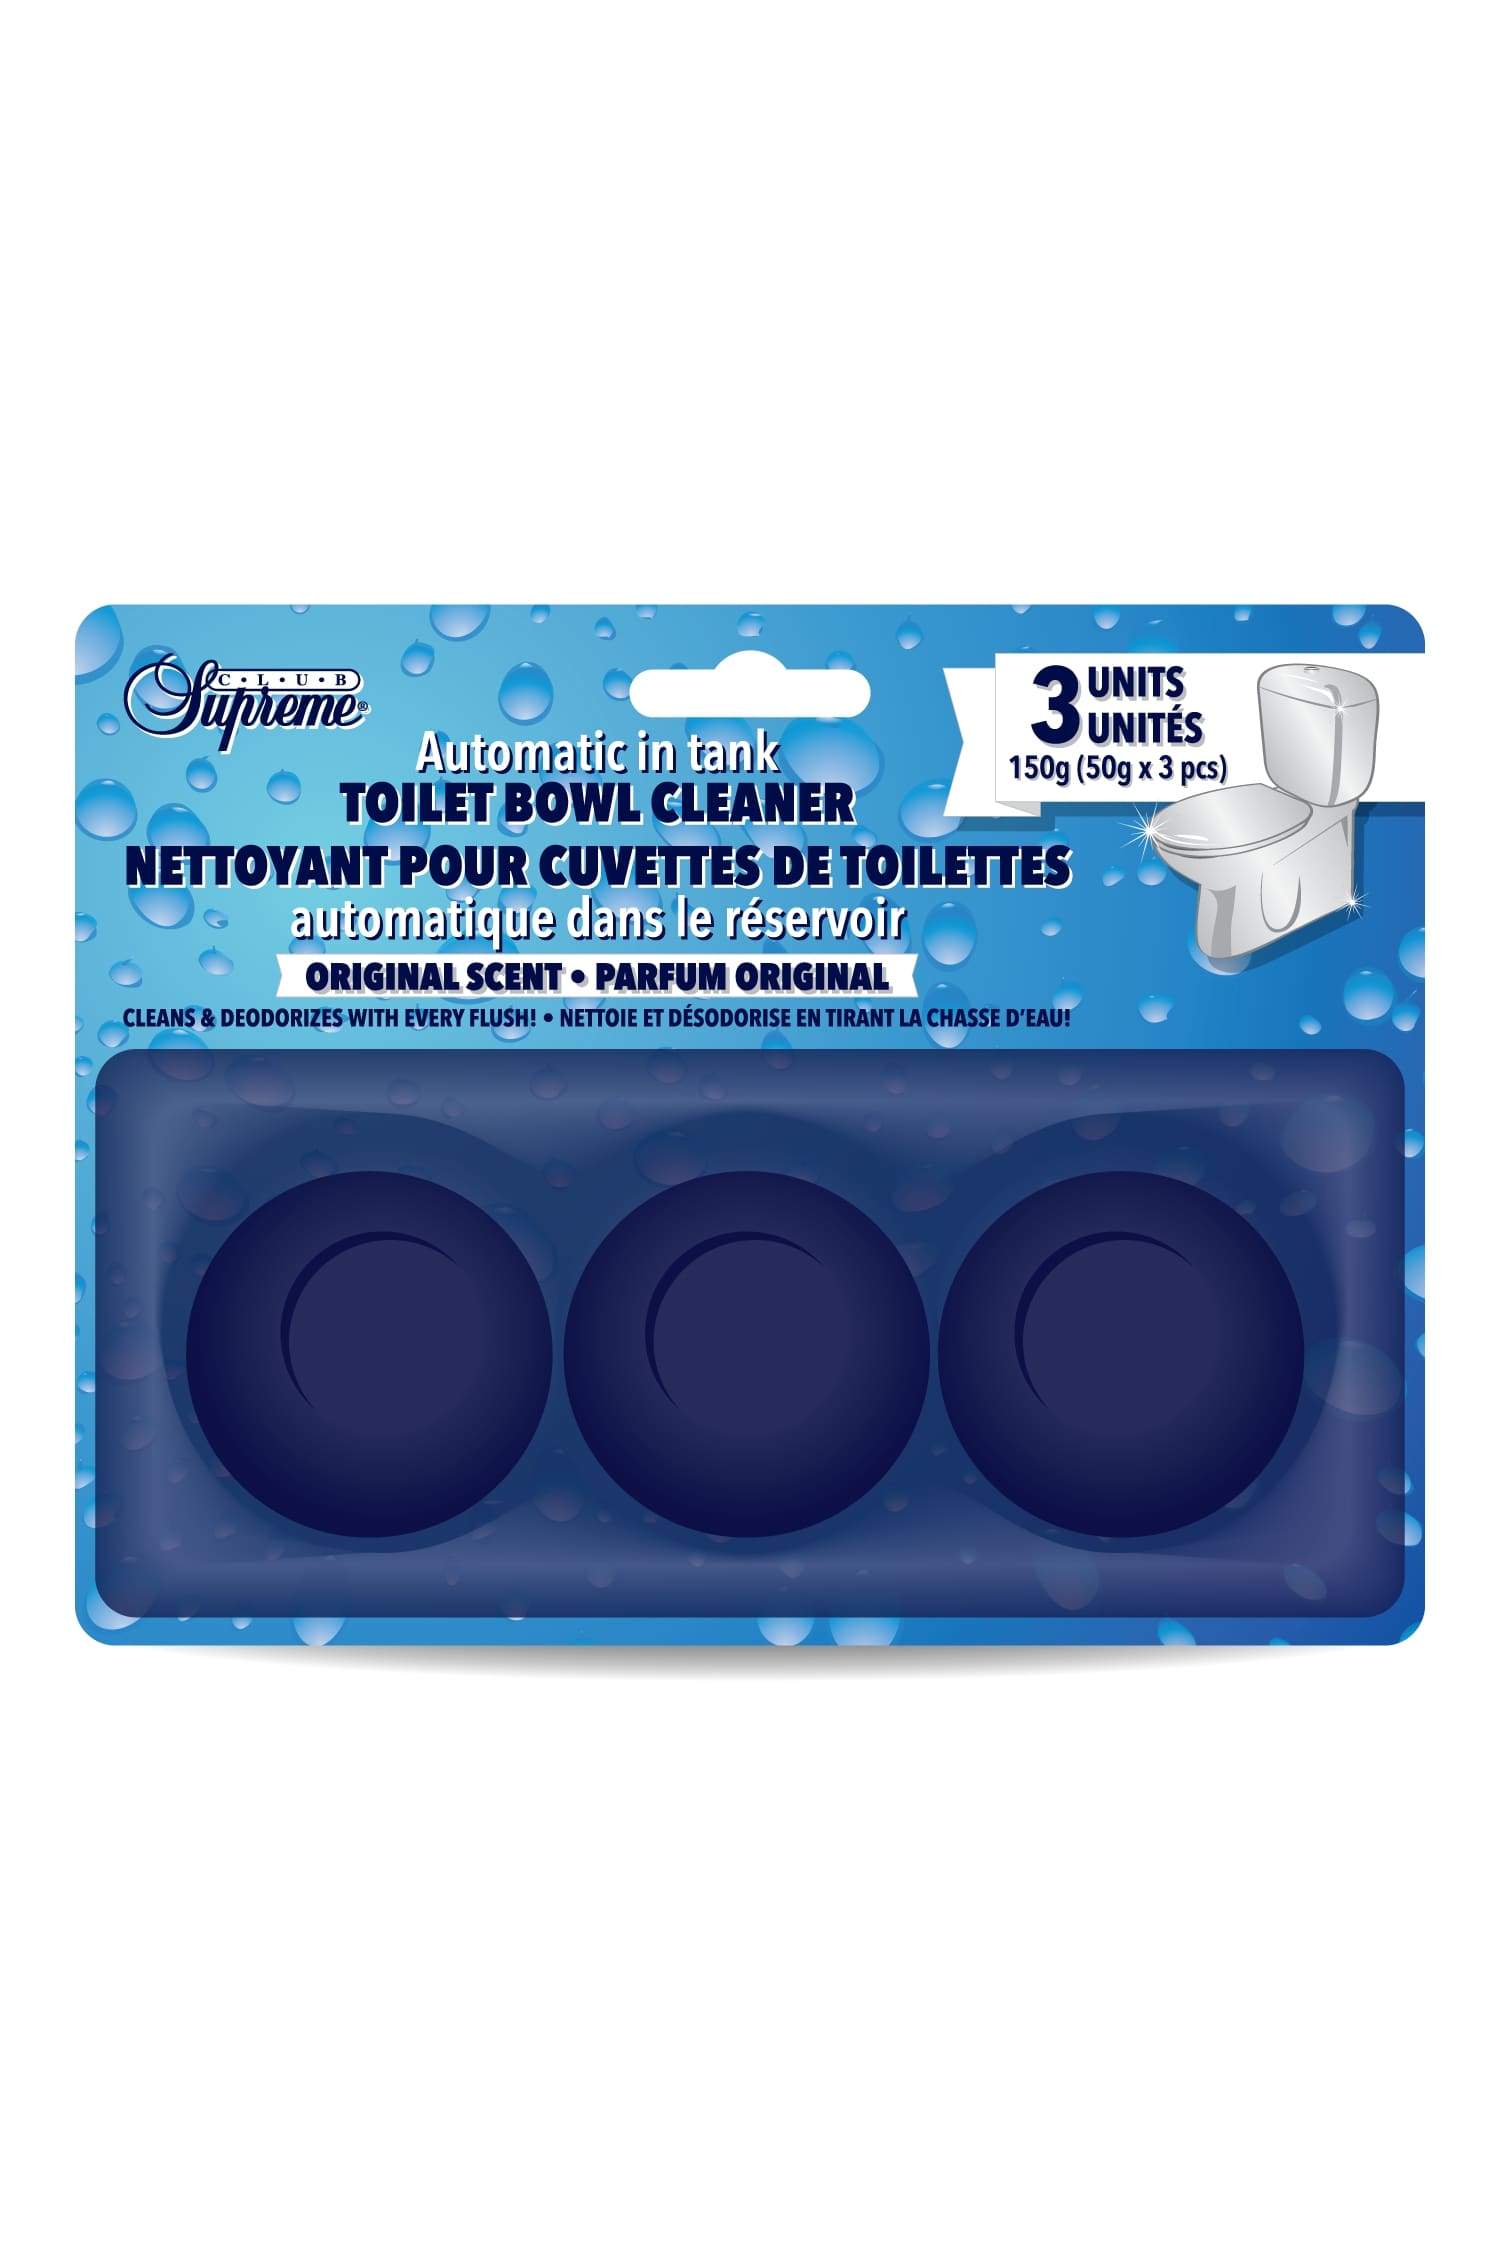 C•L•U•B
Supreme®
3 UNITS
UNITÉS
150g (50g x 3 pcs)
Automatic in tank
TOILET BOWL CLEANER
NETTOYANT POUR CUVETTES DE TOILETTES
automatique dans le réservoir
ORIGINAL SCENT • PARFUM ORIGINAL
CLEANS & DEODORIZES WITH EVERY FLUSH! • NETTOIE ET DÉSODORISE EN TIRANT LA CHASSE D'EAU!